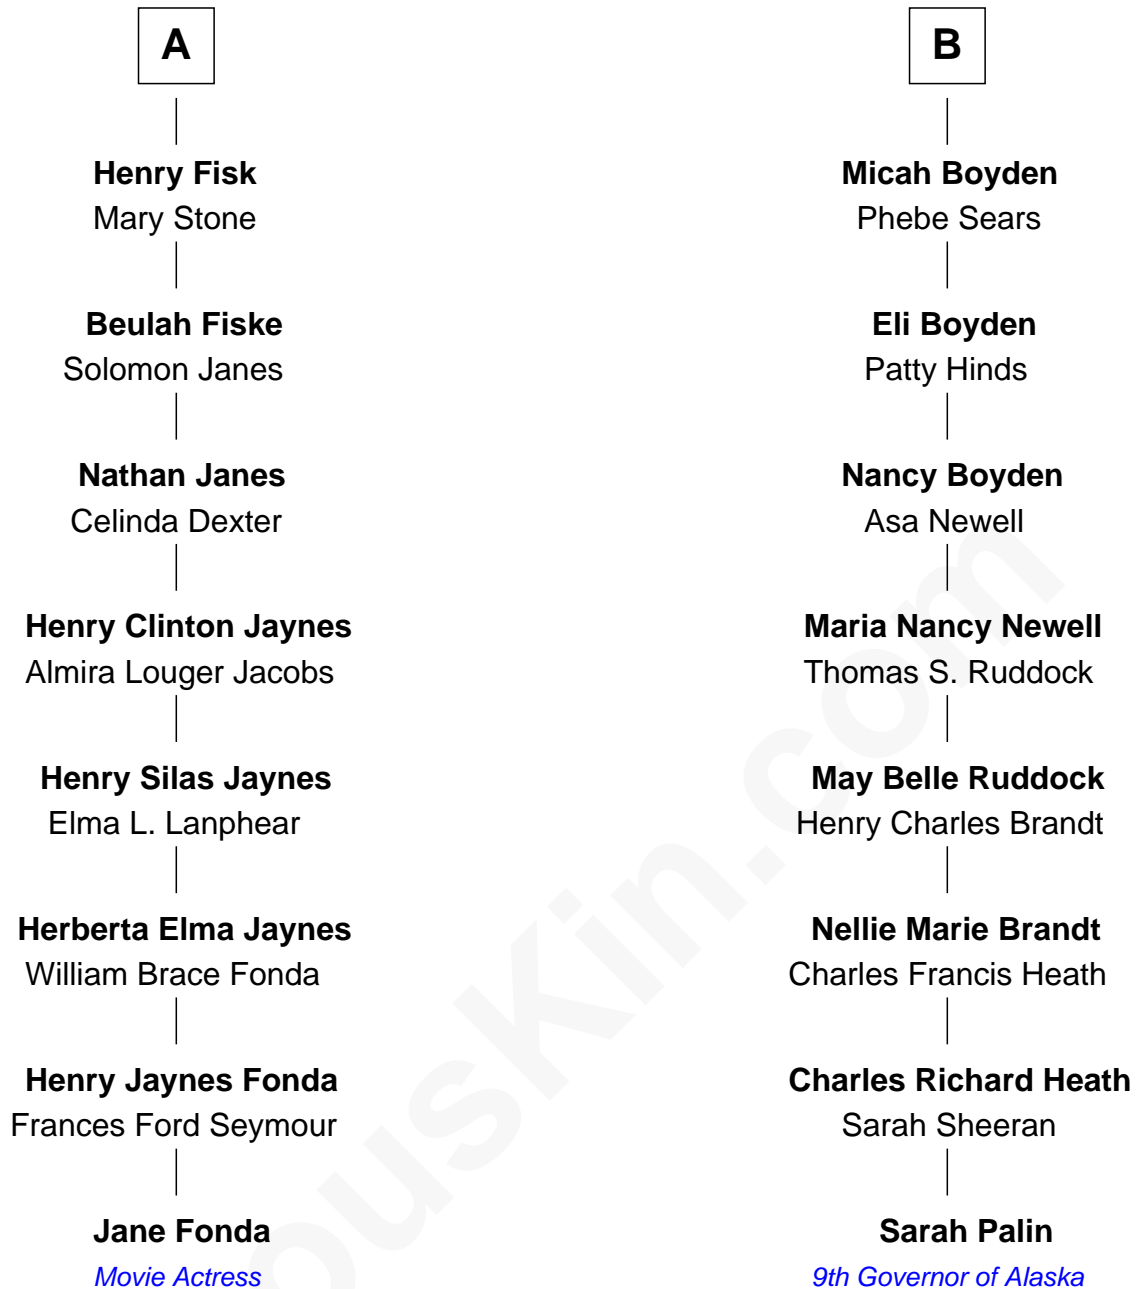 A
Henry Fisk
Mary Stone
Beulah Fiske
Solomon Janes
Nathan Janes
Celinda Dexter
Henry Clinton Jaynes
Almira Louger Jacobs
Henry Silas Jaynes
Elma L. Lanphear
Herberta Elma Jaynes
William Brace Fonda
Henry Jaynes Fonda
Frances Ford Seymour
Jane Fonda
Movie Actress
B
Micah Boyden
Phebe Sears
Eli Boyden
Patty Hinds
Nancy Boyden
Asa Newell
Maria Nancy Newell
Thomas S. Ruddock
May Belle Ruddock
Henry Charles Brandt
Nellie Marie Brandt
Charles Francis Heath
Charles Richard Heath
Sarah Sheeran
Sarah Palin
9th Governor of Alaska
ousKin.com